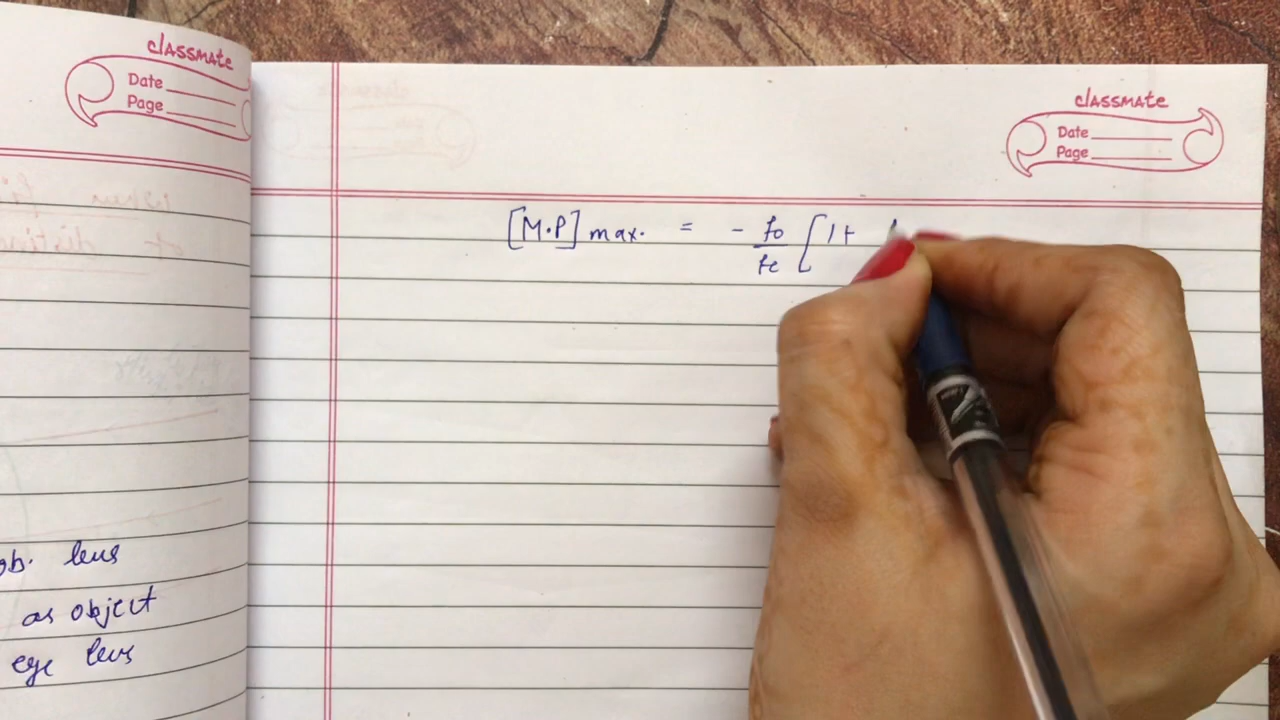 classmate
Date
Page
ob. lens
as object
eye lens
classmate
Date
Page
[M.P] max. = - fo/fe [1+